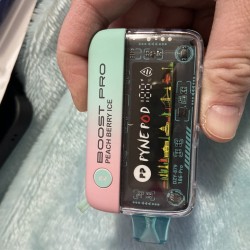 BOOST PRO
PEACH BERRY ICE
PYNE POD